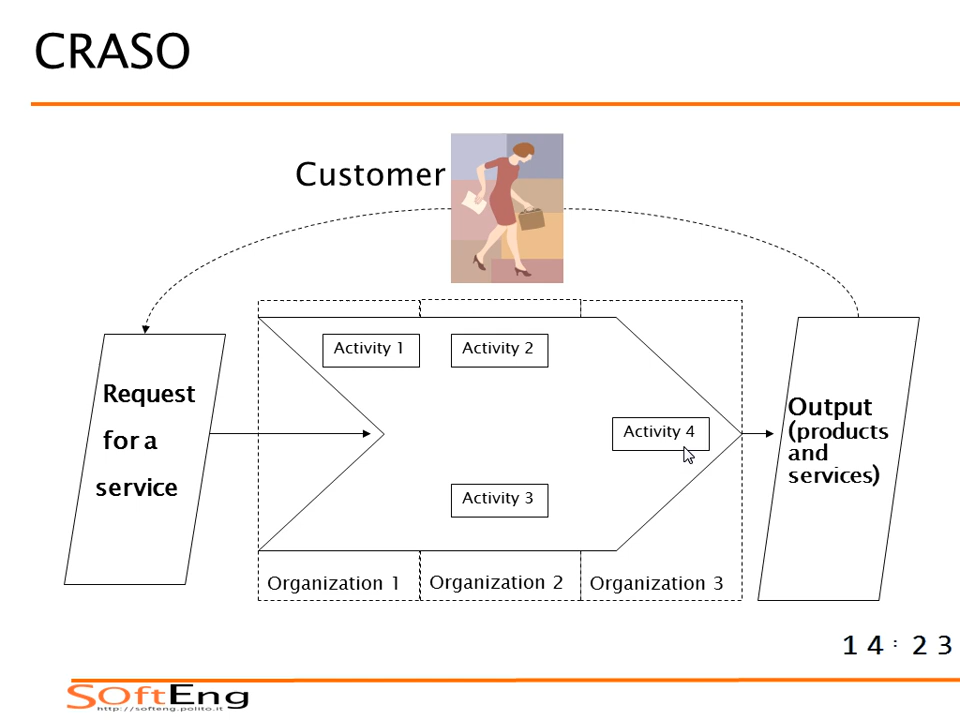 CRASO
Customer
Activity 1
Activity 2
Request
for a
service
Output
(products
and
services)
Activity 4
Activity 3
Organization 1
Organization 2
Organization 3
14:23
SoftEng
http://softeng.polito.it